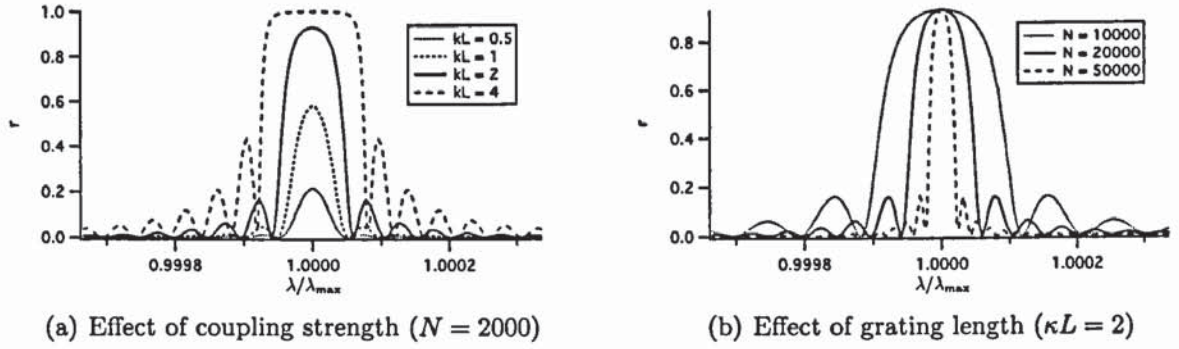 1.0
0.8
0.6
0.4
0.2
0.0
r
kL = 0.5
kL = 1
kL = 2
kL = 4
0.9998
1.0000
1.0002
λ/λmax
(a) Effect of coupling strength (N = 2000)
0.8
0.6
0.4
0.2
0.0
r
N = 10000
N = 20000
N = 50000
0.9998
1.0000
1.0002
λ/λmax
(b) Effect of grating length (κL = 2)